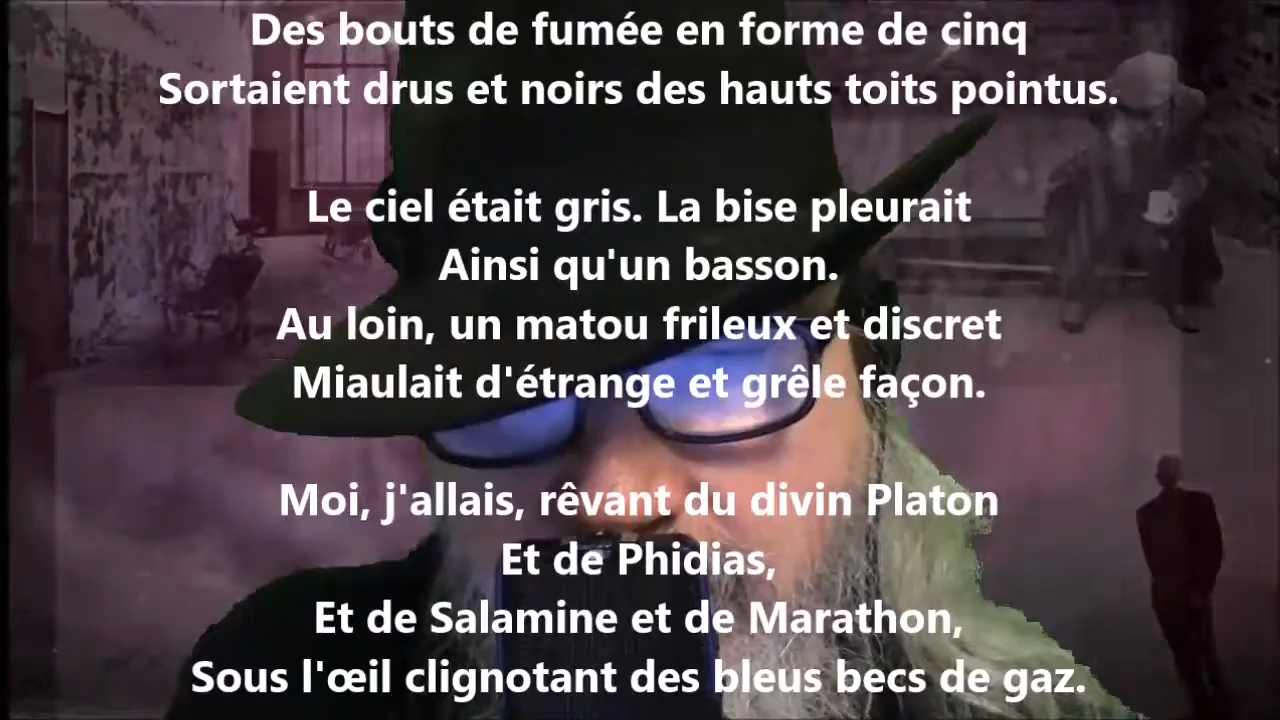 Des bouts de fumée en forme de cinq
Sortaient drus et noirs des hauts toits pointus.
Le ciel était gris. La bise pleurait
Ainsi qu'un basson.
Au loin, un matou frileux et discret
Miaulait d'étrange et grêle façon.
Moi, j'allais, rêvant du divin Platon
Et de Phidias,
Et de Salamine et de Marathon,
Sous l'œil clignotant des bleus becs de gaz.